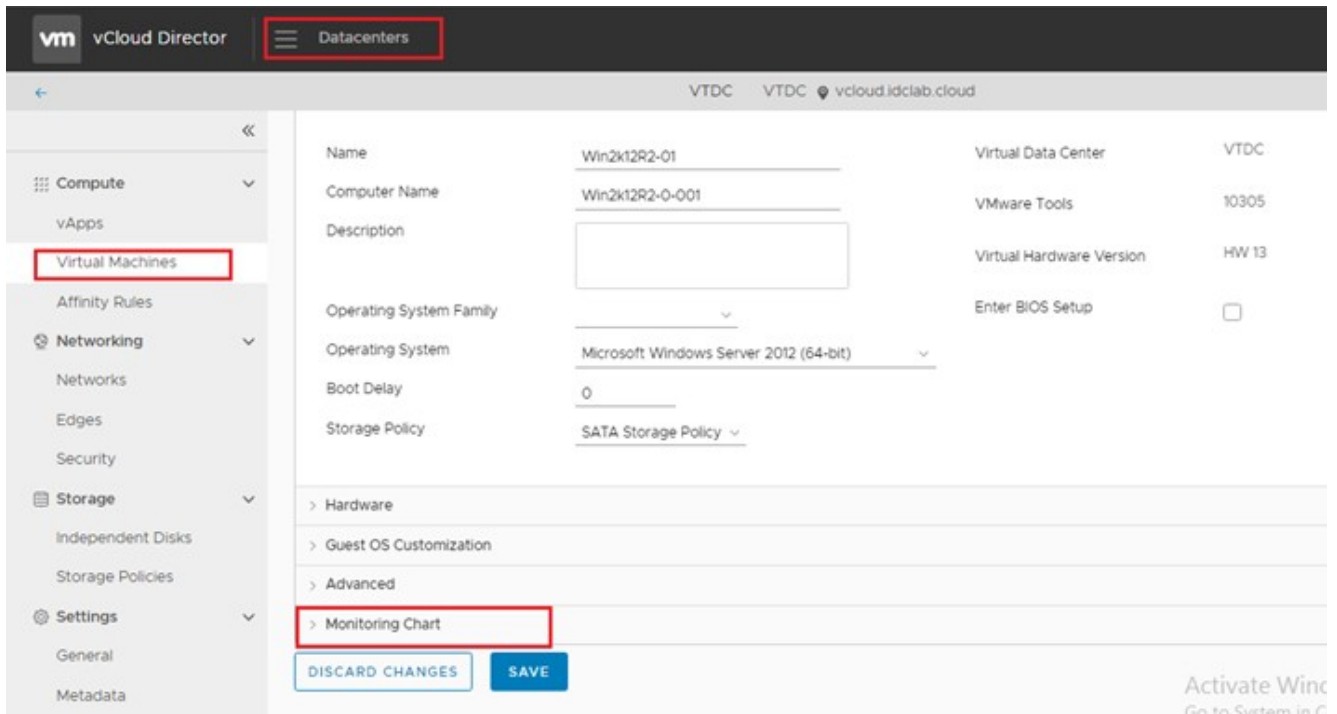 vm vCloud Director Datacenters
VTDC VTDC vcloud.idclab.cloud
Compute
vApps
Virtual Machines
Affinity Rules
Networking
Networks
Edges
Security
Storage
Independent Disks
Storage Policies
Settings
General
Metadata
Name Win2k12R2-01
Computer Name Win2k12R2-0-001
Description
Operating System Family
Operating System Microsoft Windows Server 2012 (64-bit)
Boot Delay 0
Storage Policy SATA Storage Policy
Virtual Data Center VTDC
VMware Tools 10305
Virtual Hardware Version HW 13
Enter BIOS Setup
Hardware
Guest OS Customization
Advanced
Monitoring Chart
DISCARD CHANGES SAVE
Activate Wind
Go to System in C